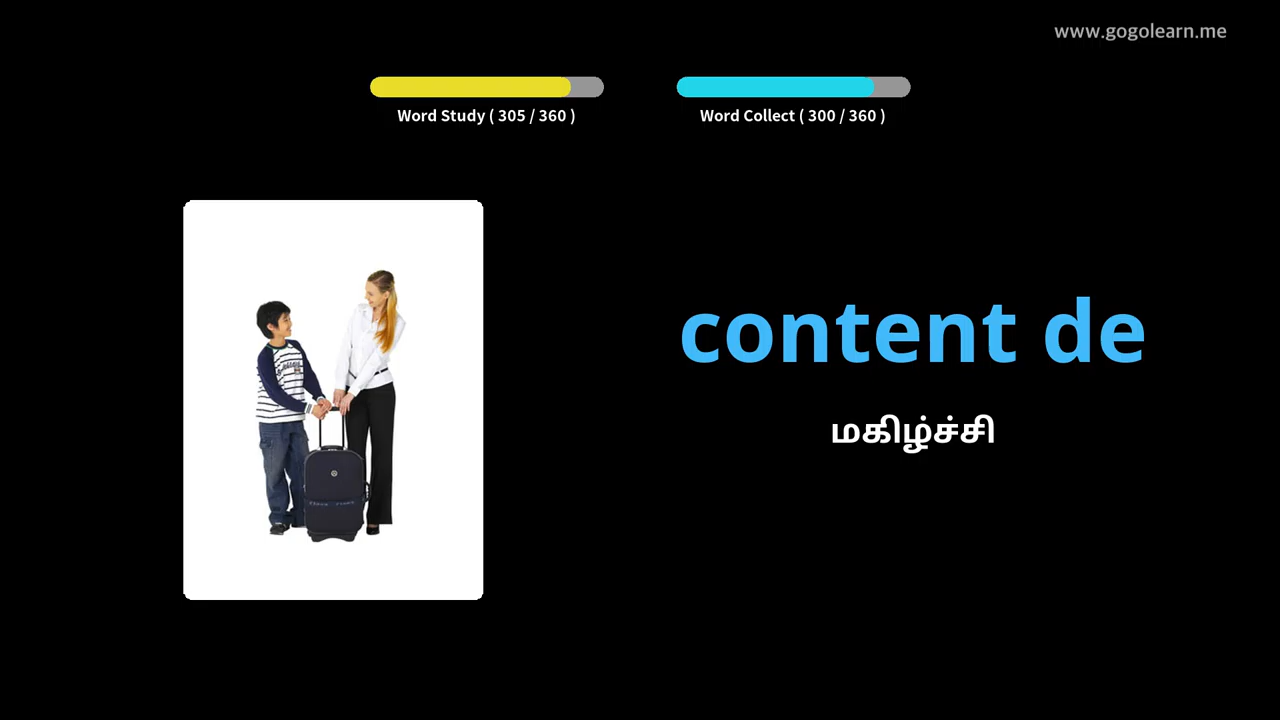 www.gogolearn.me
Word Study ( 305 / 360 )
Word Collect ( 300 / 360 )
content de
மகிழ்ச்சி